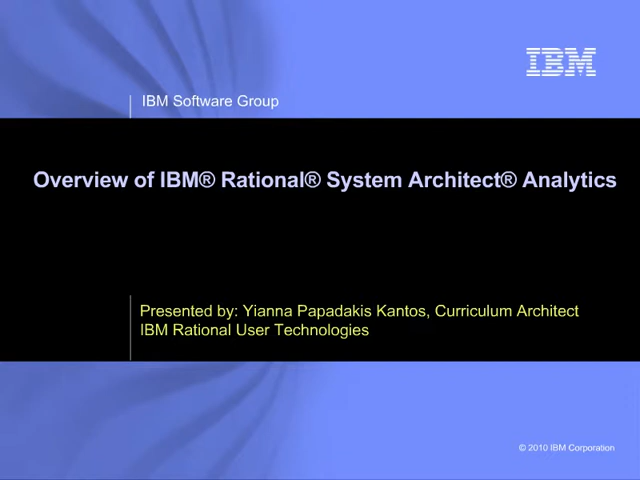 IBM
IBM Software Group
Overview of IBM® Rational® System Architect® Analytics
Presented by: Yianna Papadakis Kantos, Curriculum Architect
IBM Rational User Technologies
© 2010 IBM Corporation